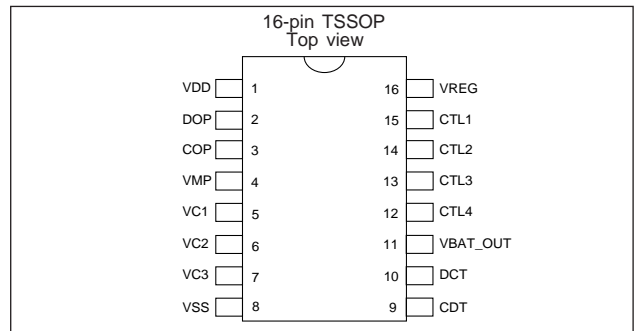 16-pin TSSOP
Top view
VDD 1 16 VREG
DOP 2 15 CTL1
COP 3 14 CTL2
VMP 4 13 CTL3
VC1 5 12 CTL4
VC2 6 11 VBAT_OUT
VC3 7 10 DCT
VSS 8 9 CDT